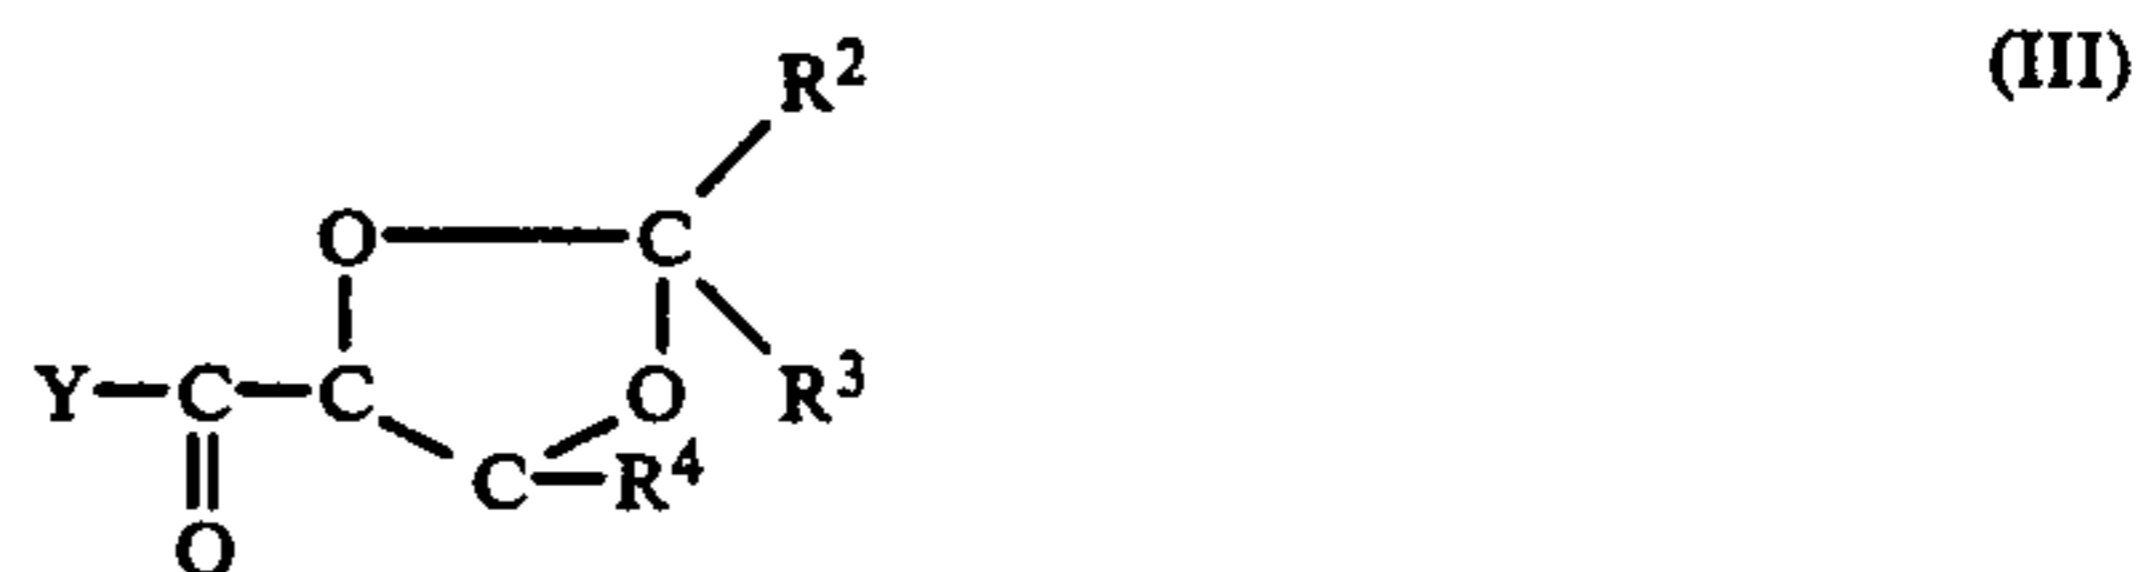 R² (III)
O C
Y C C O R³
C R⁴
O